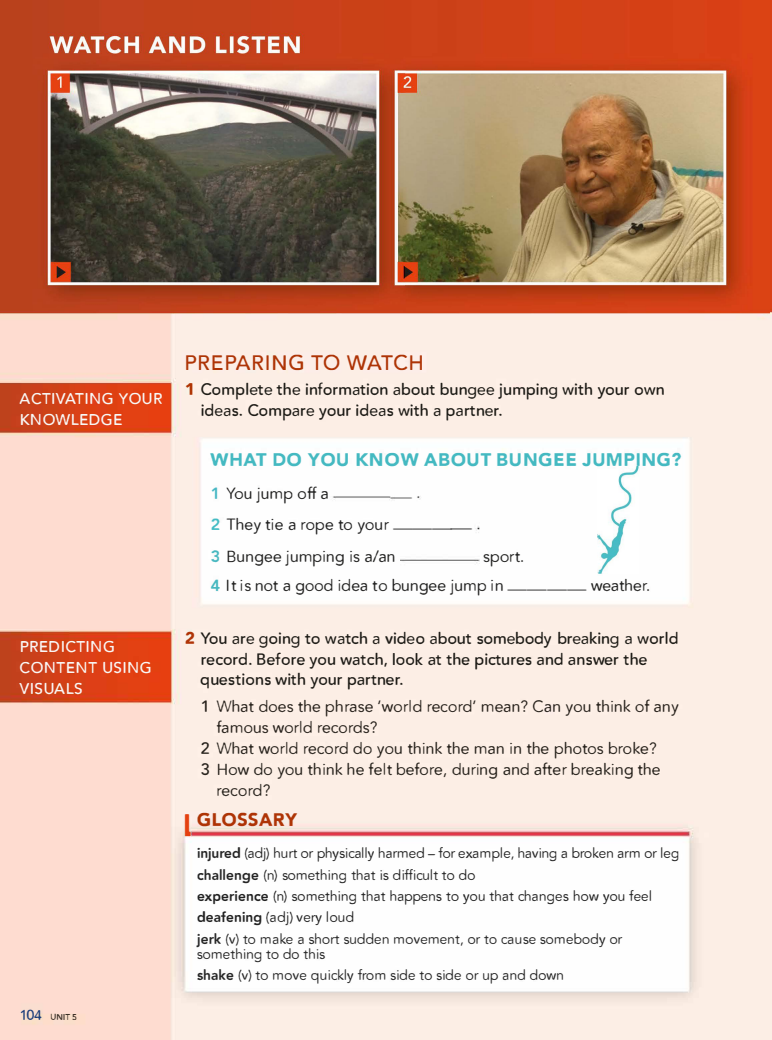 WATCH AND LISTEN
1
2
PREPARING TO WATCH
ACTIVATING YOUR
KNOWLEDGE
1 Complete the information about bungee jumping with your own
ideas. Compare your ideas with a partner.
WHAT DO YOU KNOW ABOUT BUNGEE JUMPING?
1 You jump off a __________ .
2 They tie a rope to your __________ .
3 Bungee jumping is a/an __________ sport.
4 It is not a good idea to bungee jump in __________ weather.
PREDICTING
CONTENT USING
VISUALS
2 You are going to watch a video about somebody breaking a world
record. Before you watch, look at the pictures and answer the
questions with your partner.
1 What does the phrase ‘world record’ mean? Can you think of any
famous world records?
2 What world record do you think the man in the photos broke?
3 How do you think he felt before, during and after breaking the
record?
GLOSSARY
injured (adj) hurt or physically harmed – for example, having a broken arm or leg
challenge (n) something that is difficult to do
experience (n) something that happens to you that changes how you feel
deafening (adj) very loud
jerk (v) to make a short sudden movement, or to cause somebody or
something to do this
shake (v) to move quickly from side to side or up and down
104 UNIT 5